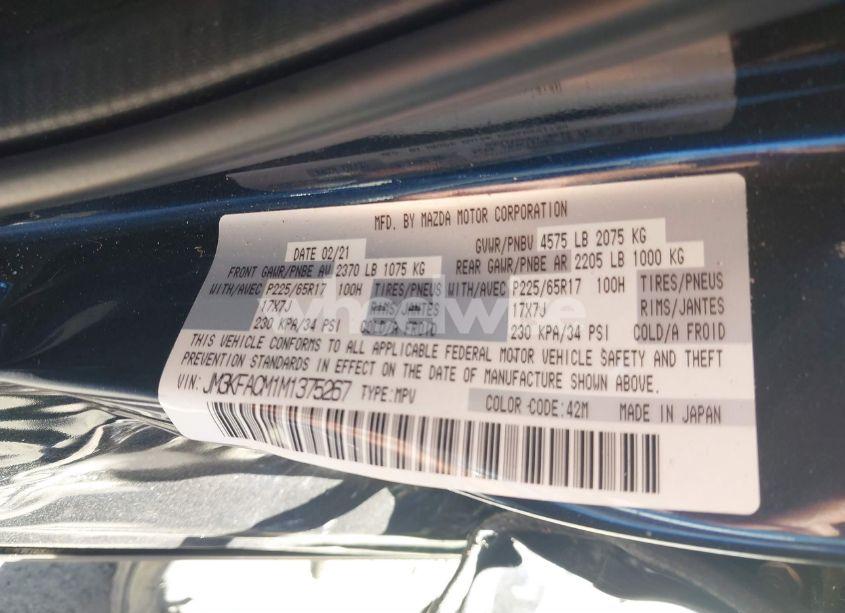 MFD. BY MAZDA MOTOR CORPORATION
DATE 02/21 GVWR/PNBV 4575 LB 2075 KG
FRONT GAWR/PNBE AV 2370 LB 1075 KG REAR GAWR/PNBE AR 2205 LB 1000 KG
WITH/AVEC P225/65R17 100H TIRES/PNEUS WITH/AVEC P225/65R17 100H TIRES/PNEUS
17X7J RIMS/JANTES 17X7J RIMS/JANTES
230 KPA/34 PSI COLD/A FROID 230 KPA/34 PSI COLD/A FROID
THIS VEHICLE CONFORMS TO ALL APPLICABLE FEDERAL MOTOR VEHICLE SAFETY AND THEFT
PREVENTION STANDARDS IN EFFECT ON THE DATE OF MANUFACTURE SHOWN ABOVE.
VIN: JM3KFACM1M1375267 TYPE:MPV COLOR CODE:42M MADE IN JAPAN